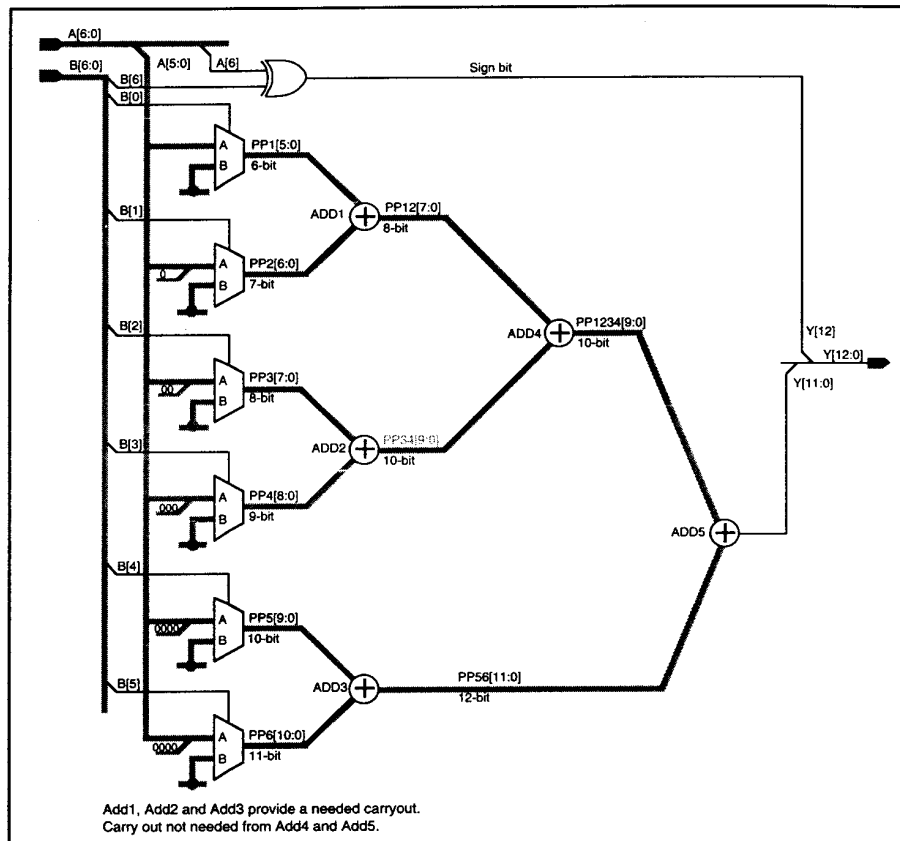 A[6:0]
A[5:0]
A[6]
B[6:0]
B[6]
B[0]
Sign bit
A
B
PP1[5:0]
6-bit
ADD1
PP12[7:0]
8-bit
B[1]
0
A
B
PP2[6:0]
7-bit
B[2]
00
A
B
PP3[7:0]
8-bit
ADD2
PP34[9:0]
10-bit
B[3]
000
A
B
PP4[8:0]
9-bit
ADD4
PP1234[9:0]
10-bit
Y[12]
Y[12:0]
Y[11:0]
B[4]
0000
A
B
PP5[9:0]
10-bit
ADD5
ADD3
PP56[11:0]
12-bit
B[5]
0000
A
B
PP6[10:0]
11-bit
Add1, Add2 and Add3 provide a needed carryout.
Carry out not needed from Add4 and Add5.